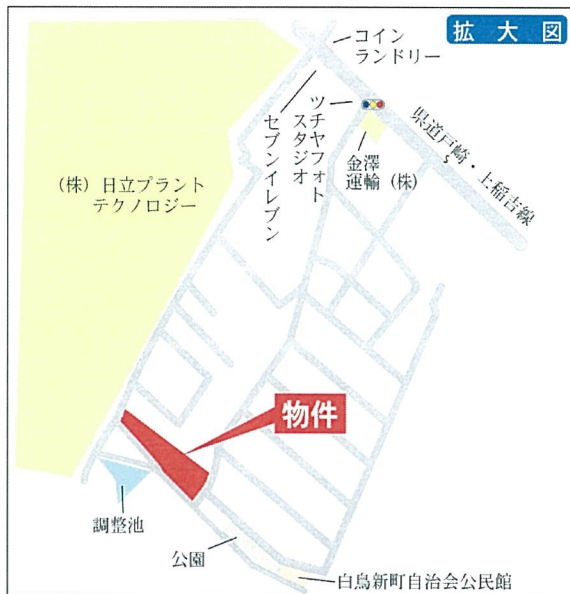 拡大図
コイン
ランドリー
ツチヤフォト
スタジオ
セブンイレブン
金澤
運輸(株)
県道戸崎・上稲吉線
(株)日立プラント
テクノロジー
物件
調整池
公園
白鳥新町自治会公民館